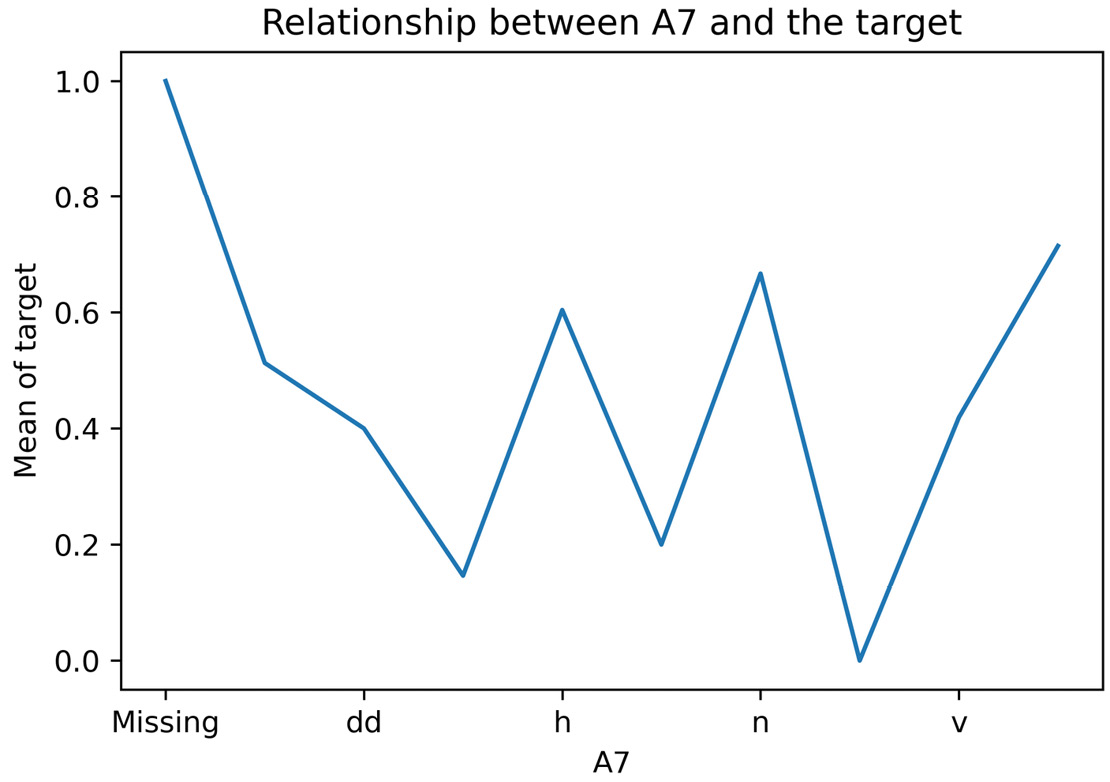 Relationship between A7 and the target
1.0
0.8
0.6
0.4
0.2
0.0
Mean of target
Missing dd h n v
A7